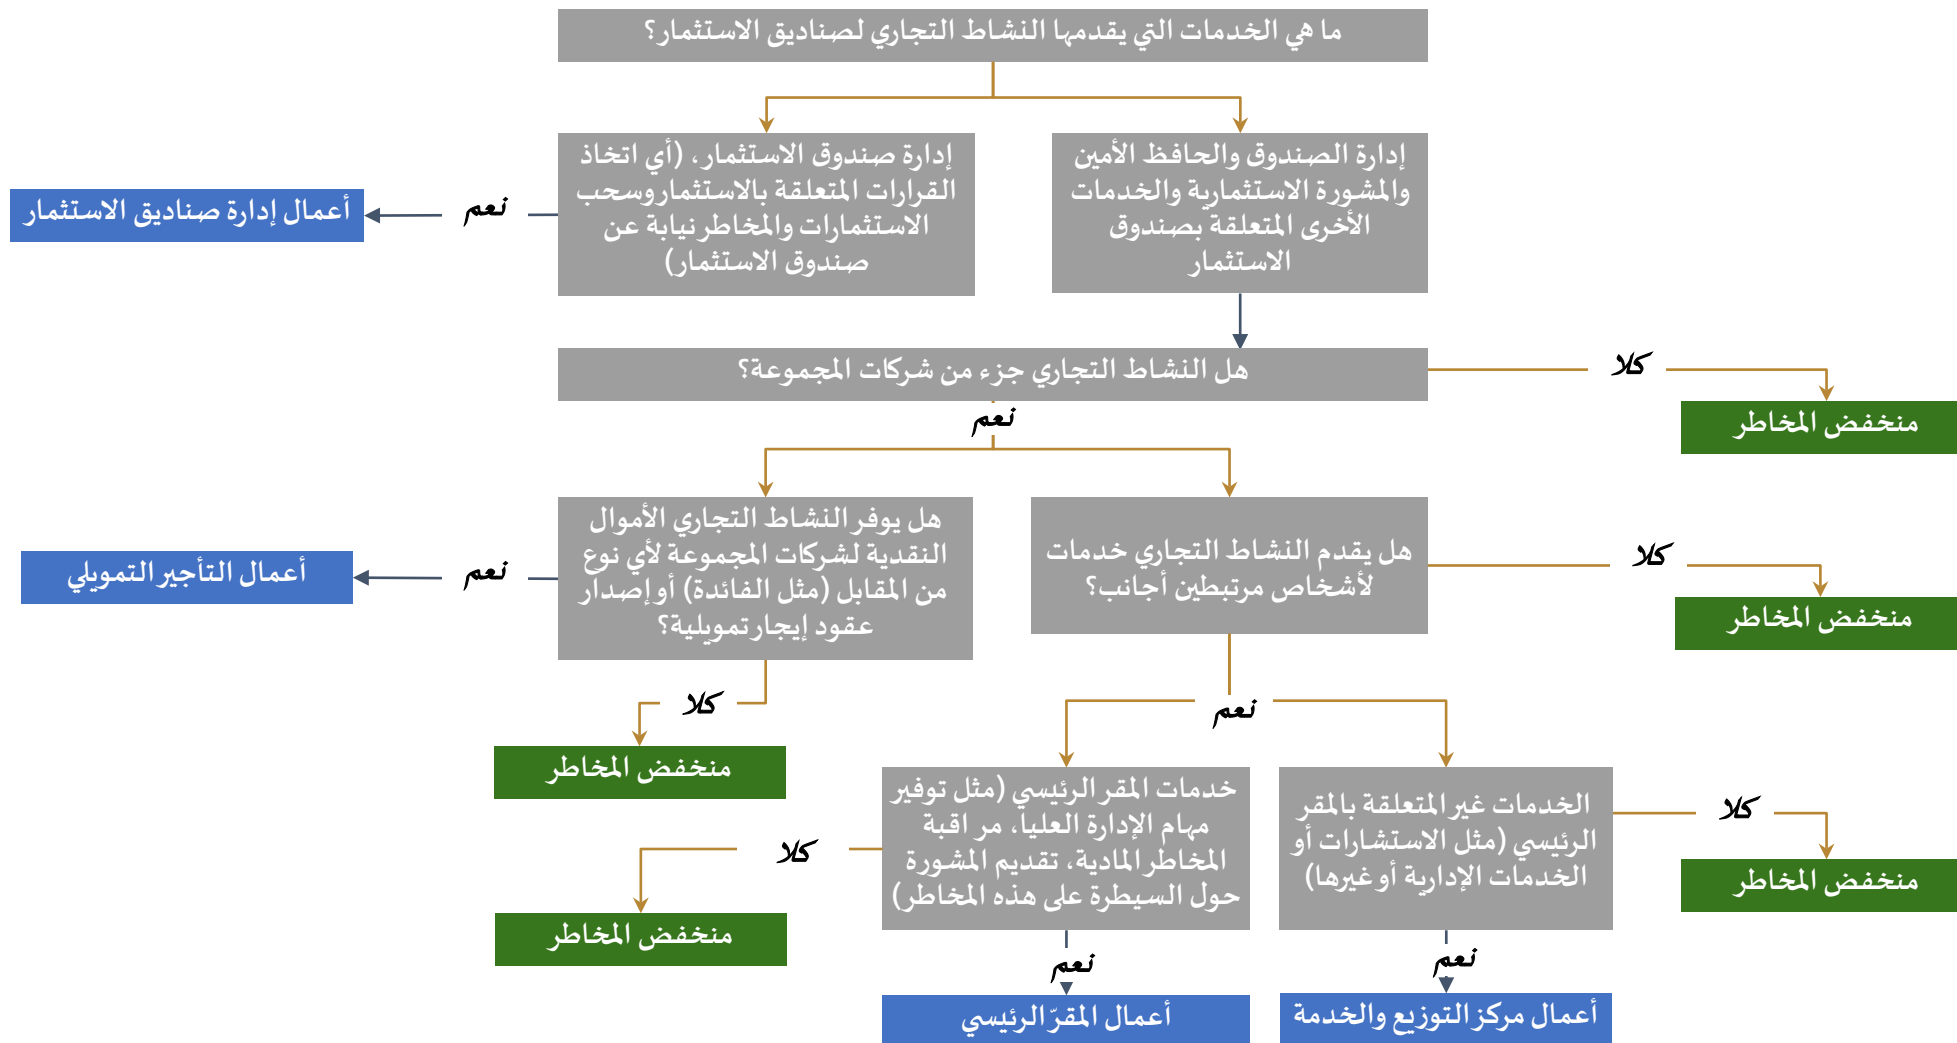 ما هي الخدمات التي يقدمها النشاط التجاري لصناديق الاستثمار؟
إدارة الصندوق والحافظ الأمين
والمشورة الاستثمارية والخدمات
الأخرى المتعلقة بصندوق
الاستثمار
إدارة صندوق الاستثمار، (أي اتخاذ
القرارات المتعلقة بالاستثمار وسحب
الاستثمارات والمخاطر نيابة عن
صندوق الاستثمار)
نعم
أعمال إدارة صناديق الاستثمار
هل النشاط التجاري جزء من شركات المجموعة؟
كلا
منخفض المخاطر
نعم
هل يقدم النشاط التجاري خدمات
لأشخاص مرتبطين أجانب؟
كلا
منخفض المخاطر
هل يوفر النشاط التجاري الأموال
النقدية لشركات المجموعة لأي نوع
من المقابل (مثل الفائدة) أو إصدار
عقود إيجار تمويلية؟
نعم
أعمال التأجير التمويلي
كلا
منخفض المخاطر
نعم
الخدمات غير المتعلقة بالمقر
الرئيسي (مثل الاستشارات أو
الخدمات الإدارية أو غيرها)
كلا
منخفض المخاطر
خدمات المقر الرئيسي (مثل توفير
مهام الإدارة العليا، مراقبة
المخاطر المادية، تقديم المشورة
حول السيطرة على هذه المخاطر)
كلا
منخفض المخاطر
نعم
أعمال مركز التوزيع والخدمة
نعم
أعمال المقرّ الرئيسي